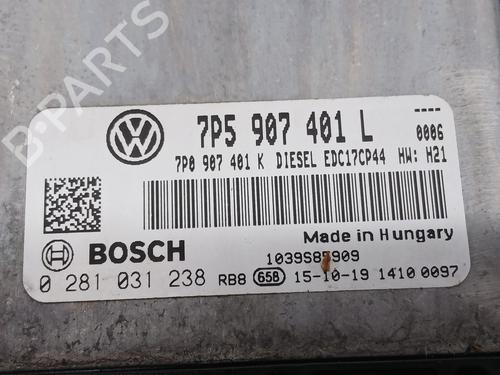 B-PARTS
7P5 907 401 L
----
0006
7P0 907 401 K DIESEL EDC17CP44 HW: H21
Made in Hungary
BOSCH
0 281 031 238 RB8 658 15-10-19 1410 0097